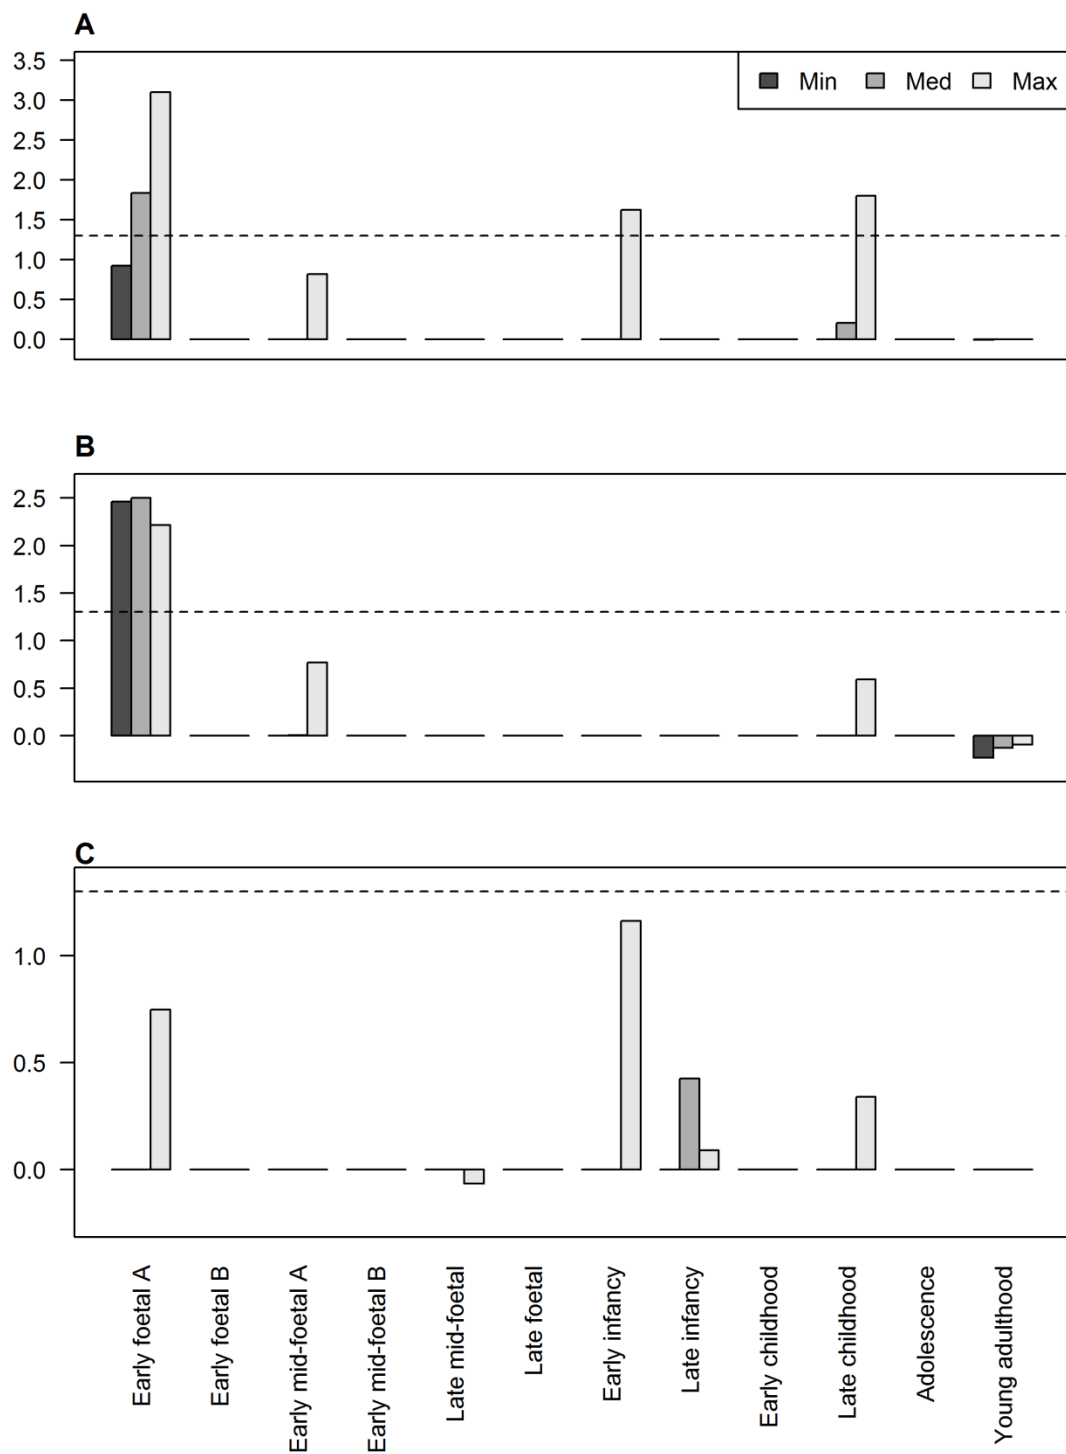 A
3.5
3.0
2.5
2.0
1.5
1.0
0.5
0.0
Min Med Max
B
2.5
2.0
1.5
1.0
0.5
0.0
C
1.0
0.5
0.0
Early foetal A
Early foetal B
Early mid-foetal A
Early mid-foetal B
Late mid-foetal
Late foetal
Early infancy
Late infancy
Early childhood
Late childhood
Adolescence
Young adulthood